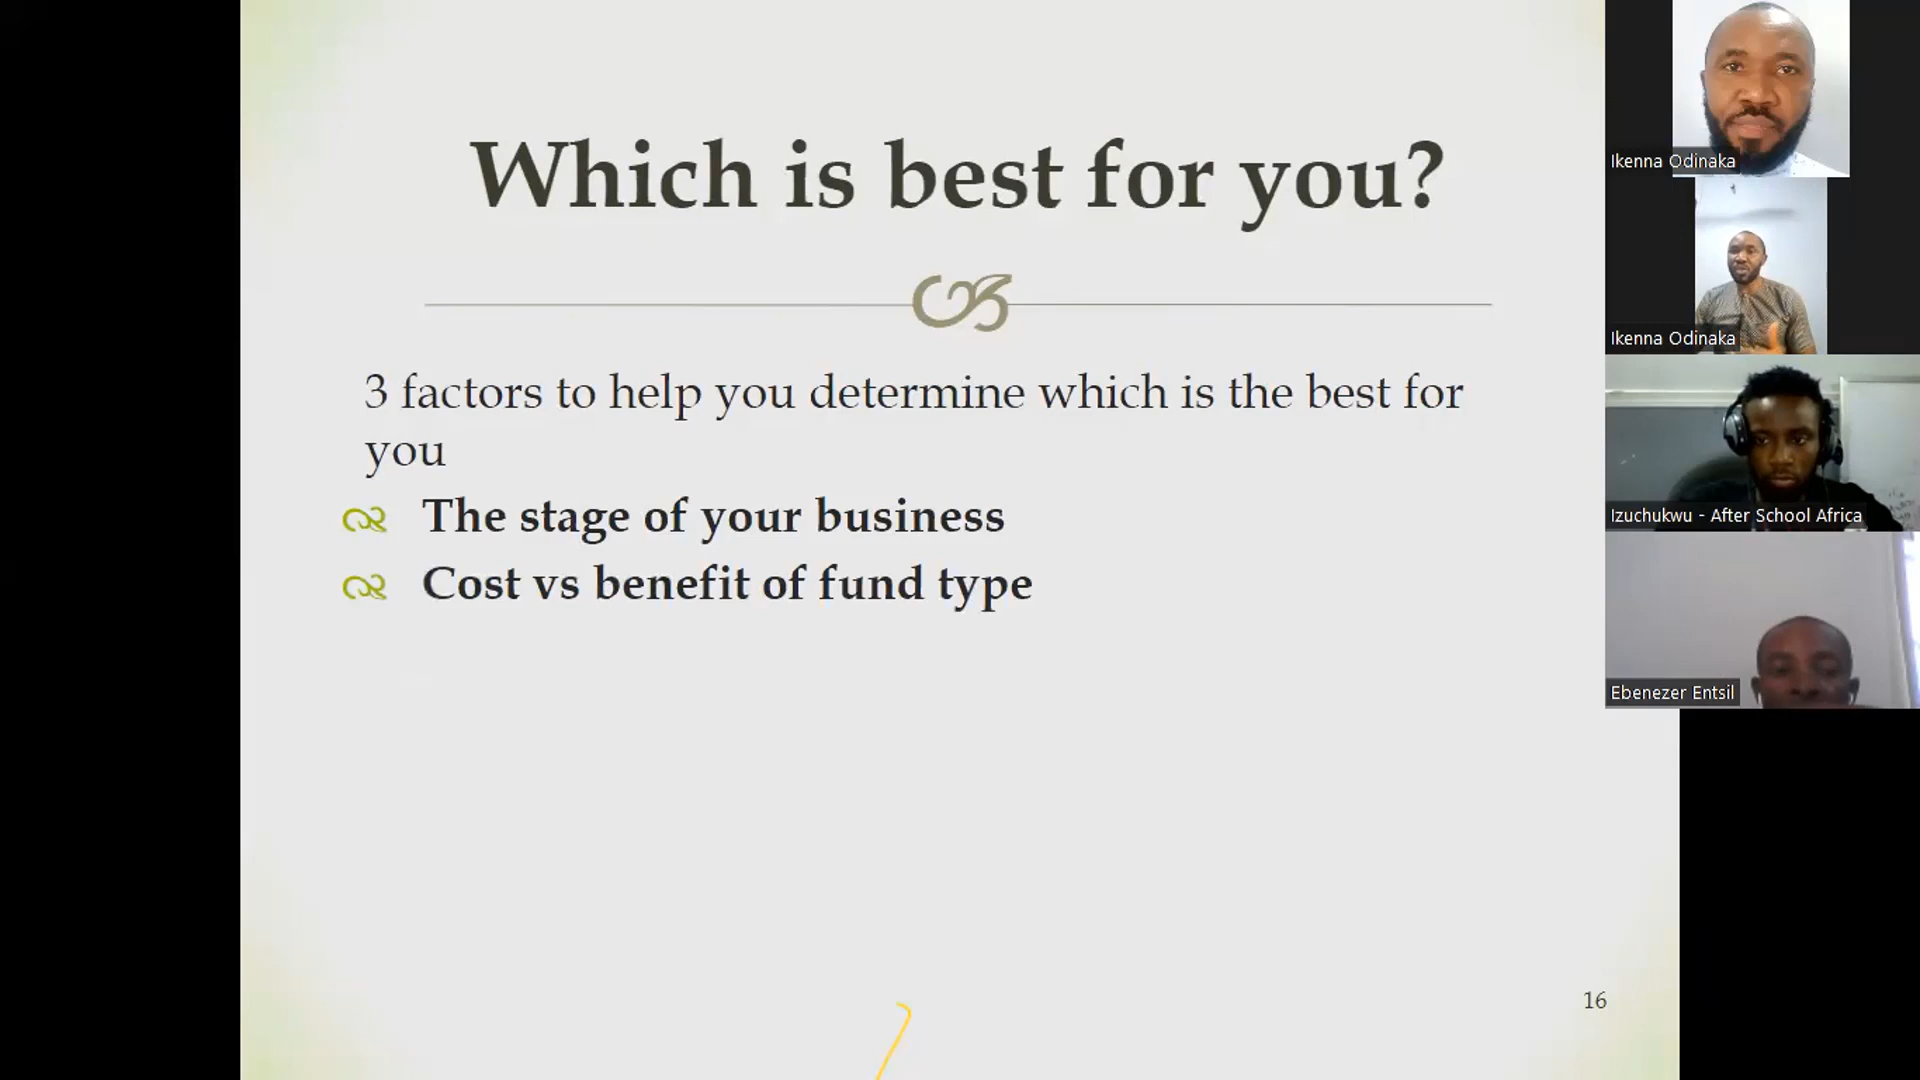 Which is best for you?
3 factors to help you determine which is the best for
you
The stage of your business
Cost vs benefit of fund type
16
Ikenna Odinaka
Ikenna Odinaka
Izuchukwu - After School Africa
Ebenezer Entsil